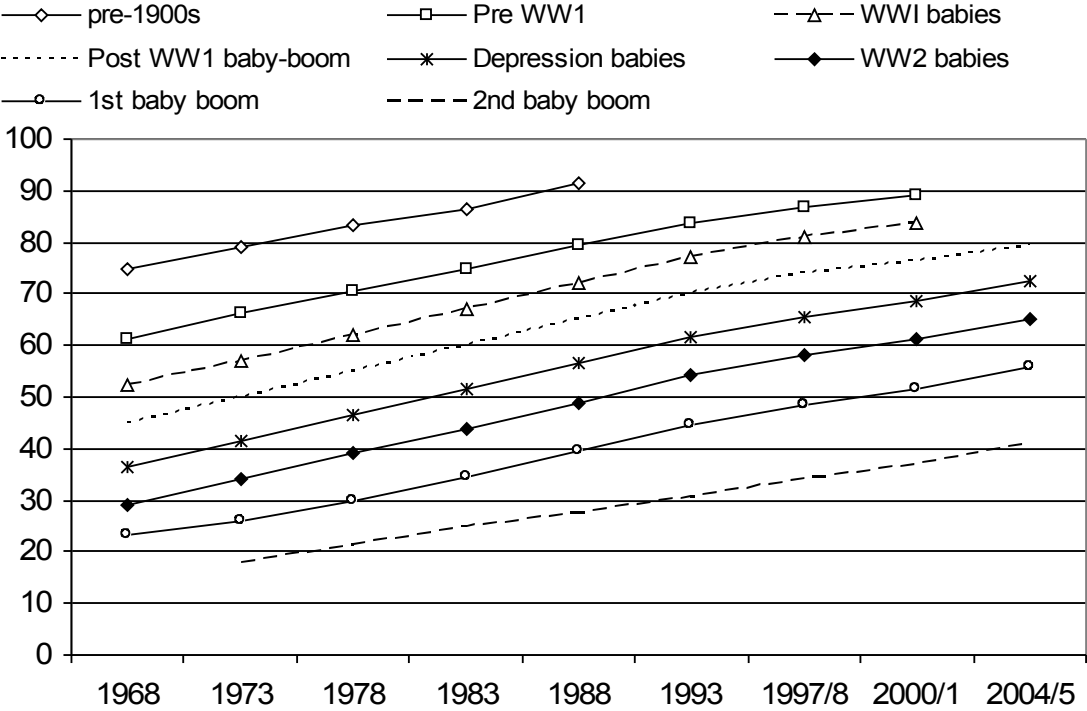 pre-1900s Pre WW1 WWI babies
Post WW1 baby-boom Depression babies WW2 babies
1st baby boom 2nd baby boom
100
90
80
70
60
50
40
30
20
10
0
1968 1973 1978 1983 1988 1993 1997/8 2000/1 2004/5